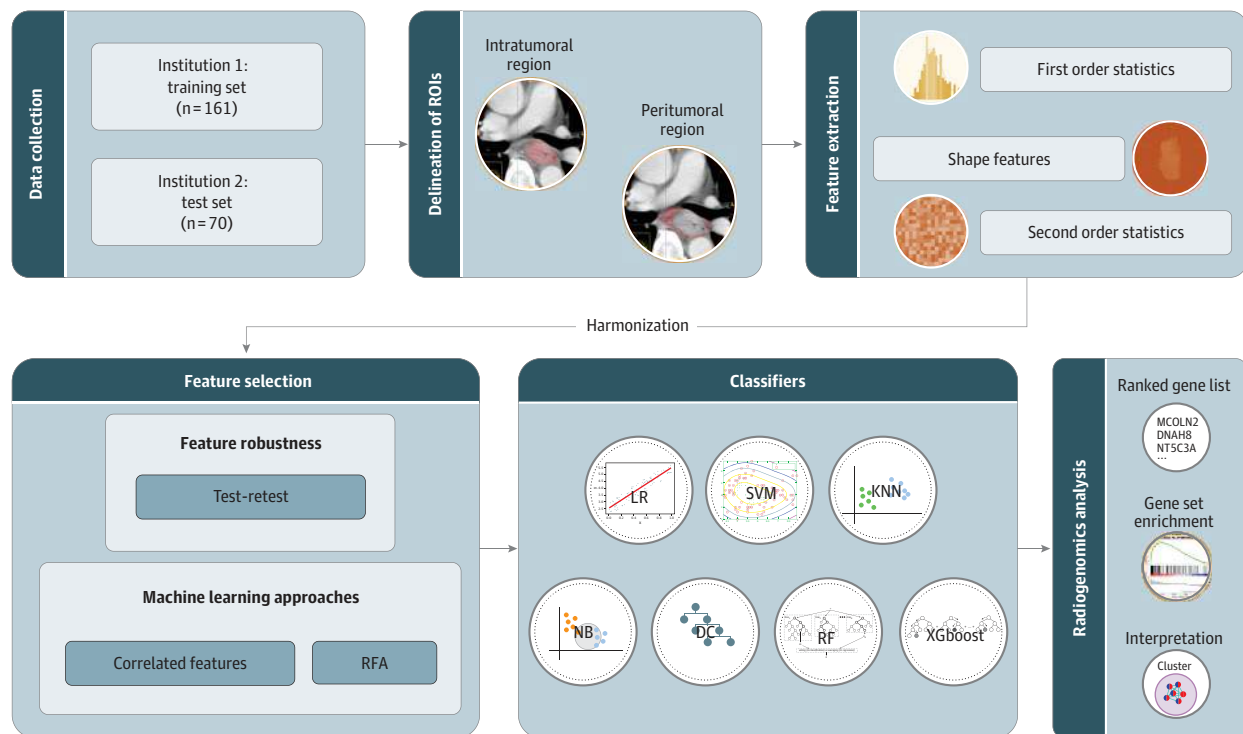 Data collection
Institution 1:
training set
(n = 161)
Institution 2:
test set
(n = 70)
Delineation of ROIs
Intratumoral
region
Peritumoral
region
Feature extraction
First order statistics
Shape features
Second order statistics
Harmonization
Feature selection
Feature robustness
Test-retest
Machine learning approaches
Correlated features
RFA
Classifiers
LR
SVM
KNN
NB
DC
RF
XGboost
Radiogenomics analysis
Ranked gene list
MCOLN2
DNAH8
NT5C3A
...
Gene set
enrichment
Interpretation
Cluster